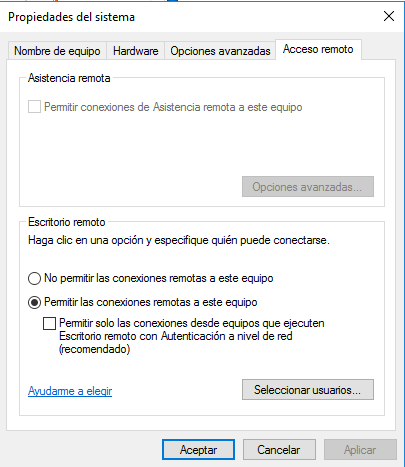 Propiedades del sistema
Nombre de equipo
Hardware
Opciones avanzadas
Acceso remoto
Asistencia remota
Permitir conexiones de Asistencia remota a este equipo
Opciones avanzadas...
Escritorio remoto
Haga clic en una opción y especifique quién puede conectarse.
No permitir las conexiones remotas a este equipo
Permitir las conexiones remotas a este equipo
Permitir solo las conexiones desde equipos que ejecuten
Escritorio remoto con Autenticación a nivel de red
(recomendado)
Ayudarme a elegir
Seleccionar usuarios...
Aceptar
Cancelar
Aplicar